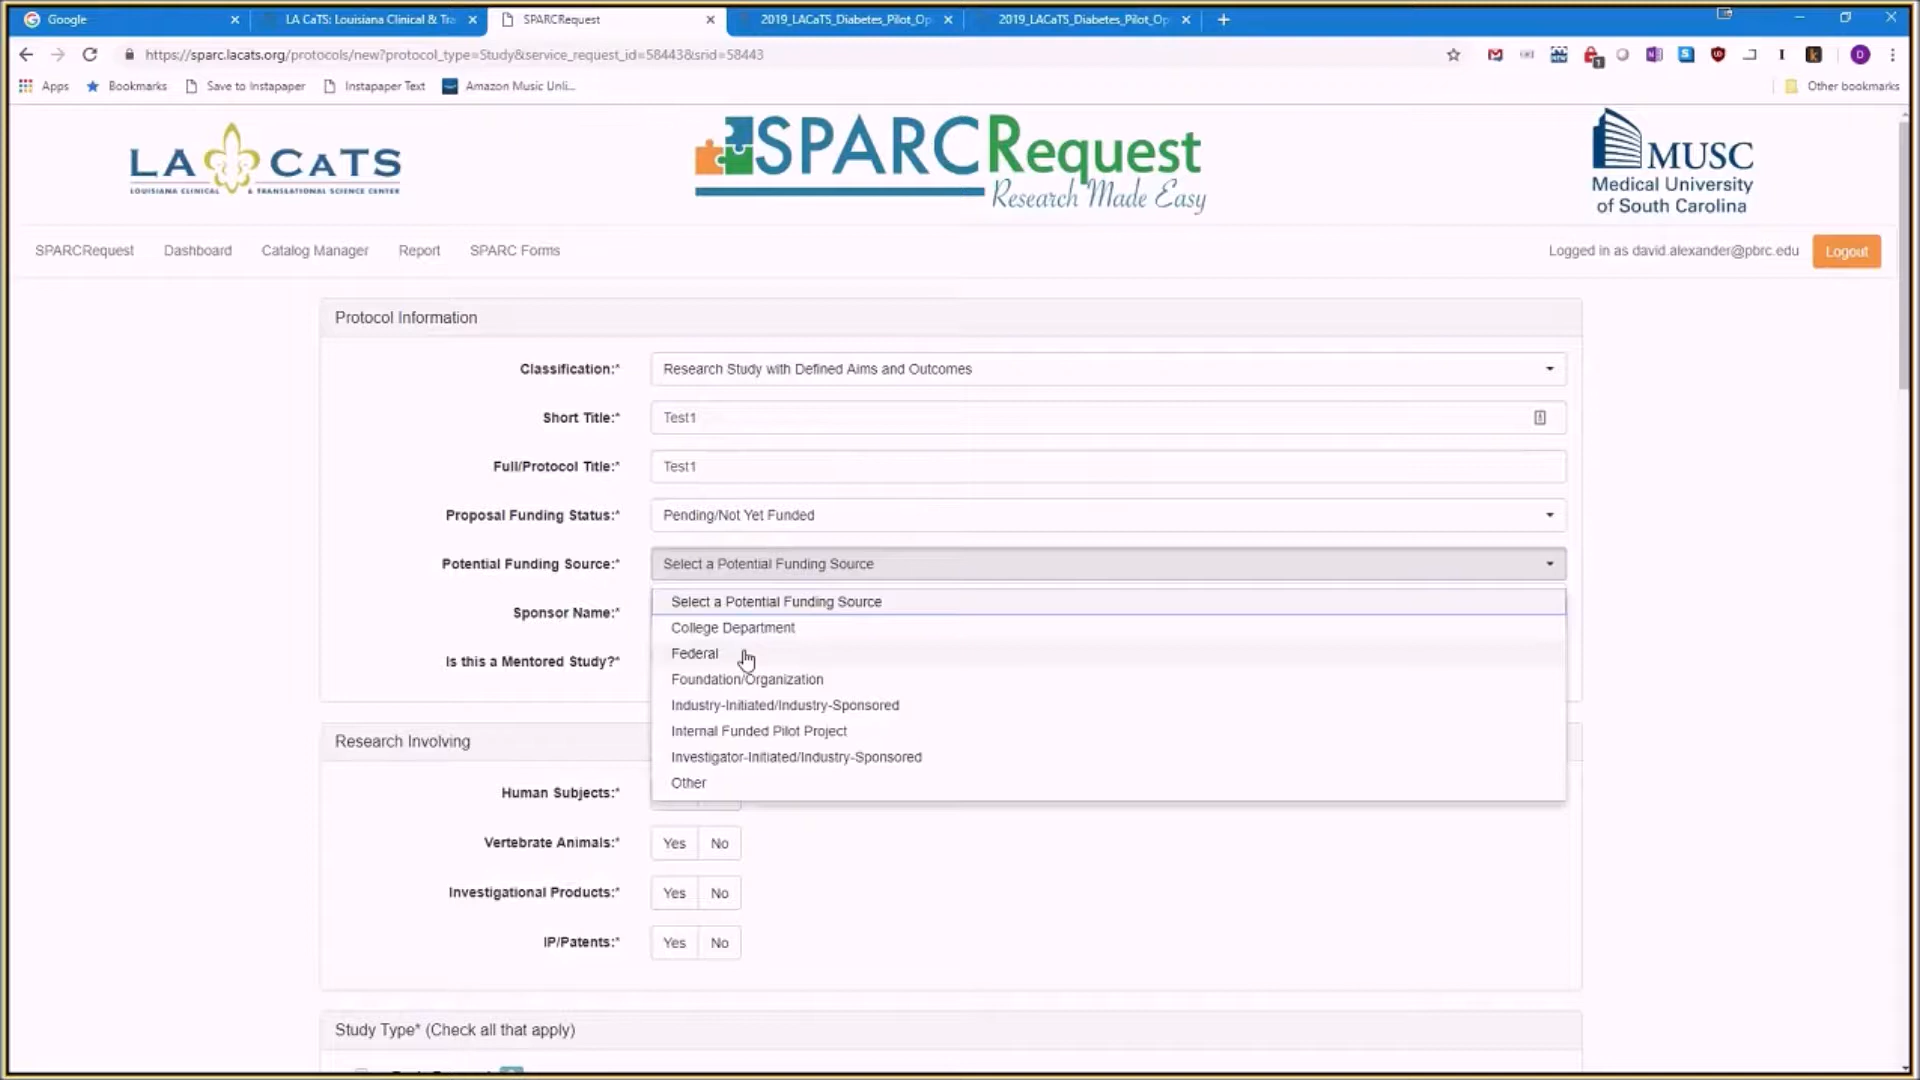 Google
LA CaTS: Louisiana Clinical & Tra
SPARCRequest
2019_LACaTS_Diabetes_Pilot_Op
2019_LACaTS_Diabetes_Pilot_Op
https://sparc.lacats.org/protocols/new?protocol_type=Study&service_request_id=58443&srid=58443
Apps
Bookmarks
Save to Instapaper
Instapaper Text
Amazon Music Unli...
Other bookmarks
LA CaTS
LOUISIANA CLINICAL & TRANSLATIONAL SCIENCE CENTER
SPARCRequest
Research Made Easy
MUSC
Medical University
of South Carolina
SPARCRequest
Dashboard
Catalog Manager
Report
SPARC Forms
Logged in as david.alexander@pbrc.edu
Logout
Protocol Information
Classification:* Research Study with Defined Aims and Outcomes
Short Title:* Test1
Full/Protocol Title:* Test1
Proposal Funding Status:* Pending/Not Yet Funded
Potential Funding Source:* Select a Potential Funding Source
Select a Potential Funding Source
Sponsor Name:*
College Department
Federal
Is this a Mentored Study?*
Foundation/Organization
Industry-Initiated/Industry-Sponsored
Internal Funded Pilot Project
Investigator-Initiated/Industry-Sponsored
Other
Research Involving
Human Subjects:*
Vertebrate Animals:* Yes No
Investigational Products:* Yes No
IP/Patents:* Yes No
Study Type* (Check all that apply)